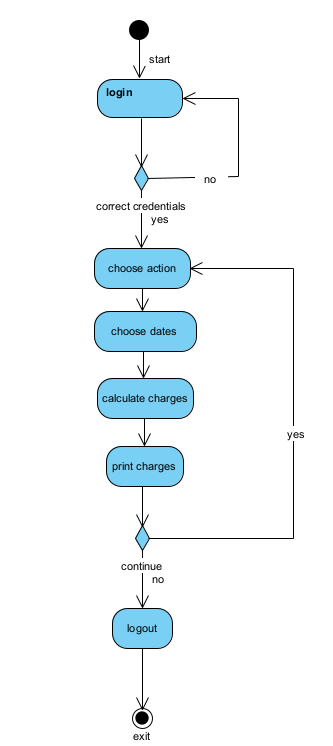 start
login
no
correct credentials
yes
choose action
choose dates
calculate charges
yes
print charges
continue
no
logout
exit